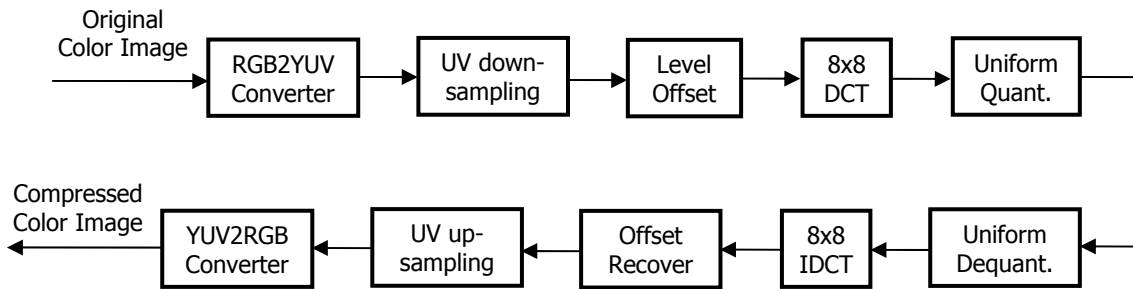 Original
Color Image
RGB2YUV
Converter
UV down-
sampling
Level
Offset
8x8
DCT
Uniform
Quant.
Compressed
Color Image
YUV2RGB
Converter
UV up-
sampling
Offset
Recover
8x8
IDCT
Uniform
Dequant.